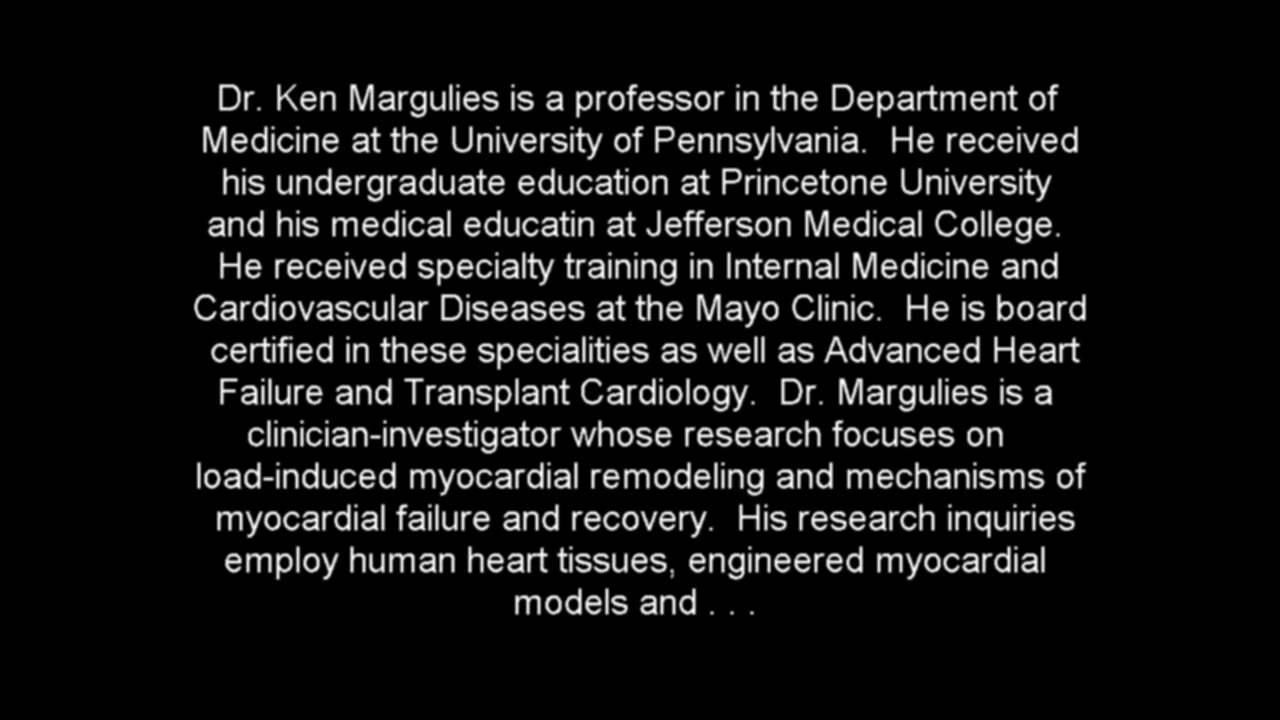 Dr. Ken Margulies is a professor in the Department of
Medicine at the University of Pennsylvania.  He received
his undergraduate education at Princetone University
and his medical educatin at Jefferson Medical College.
He received specialty training in Internal Medicine and
Cardiovascular Diseases at the Mayo Clinic.  He is board
certified in these specialities as well as Advanced Heart
Failure and Transplant Cardiology.  Dr. Margulies is a
clinician-investigator whose research focuses on
load-induced myocardial remodeling and mechanisms of
myocardial failure and recovery.  His research inquiries
employ human heart tissues, engineered myocardial
models and . . .